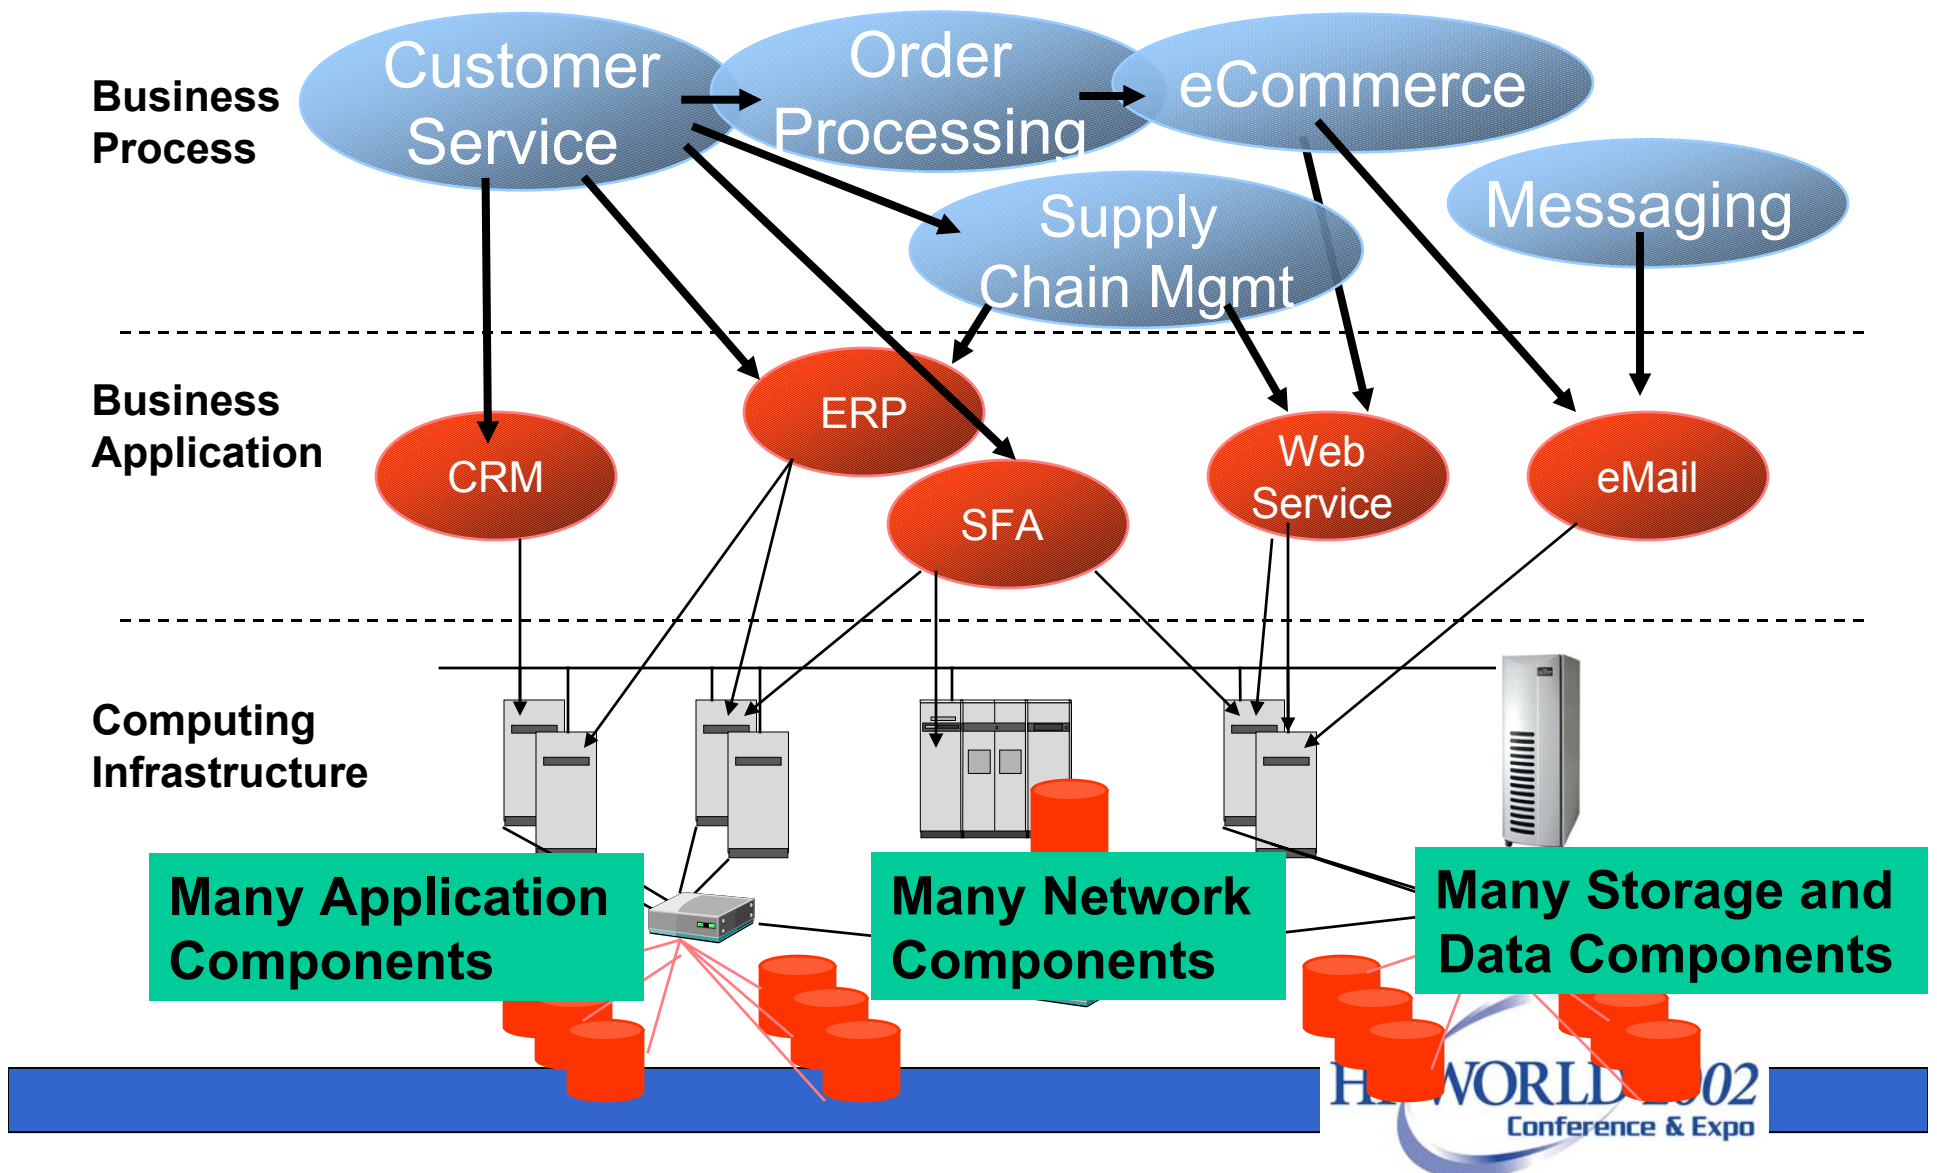 Business
Process
Customer
Service
Order
Processing
eCommerce
Supply
Chain Mgmt
Messaging
Business
Application
CRM
ERP
SFA
Web
Service
eMail
Computing
Infrastructure
Many Application
Components
Many Network
Components
Many Storage and
Data Components
WORLD
Conference & Expo